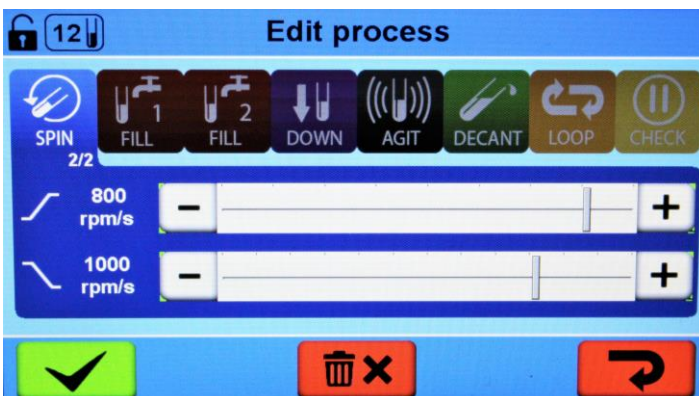 12
Edit process
SPIN
1
FILL
2
FILL
DOWN
AGIT
DECANT
LOOP
CHECK
2/2
800
rpm/s
1000
rpm/s